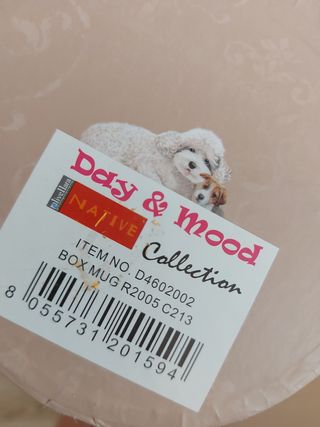 Day & Mood
NATIVE
Collection
ITEM NO. D4602002
BOX MUG R2005 C213
8 055731 201594